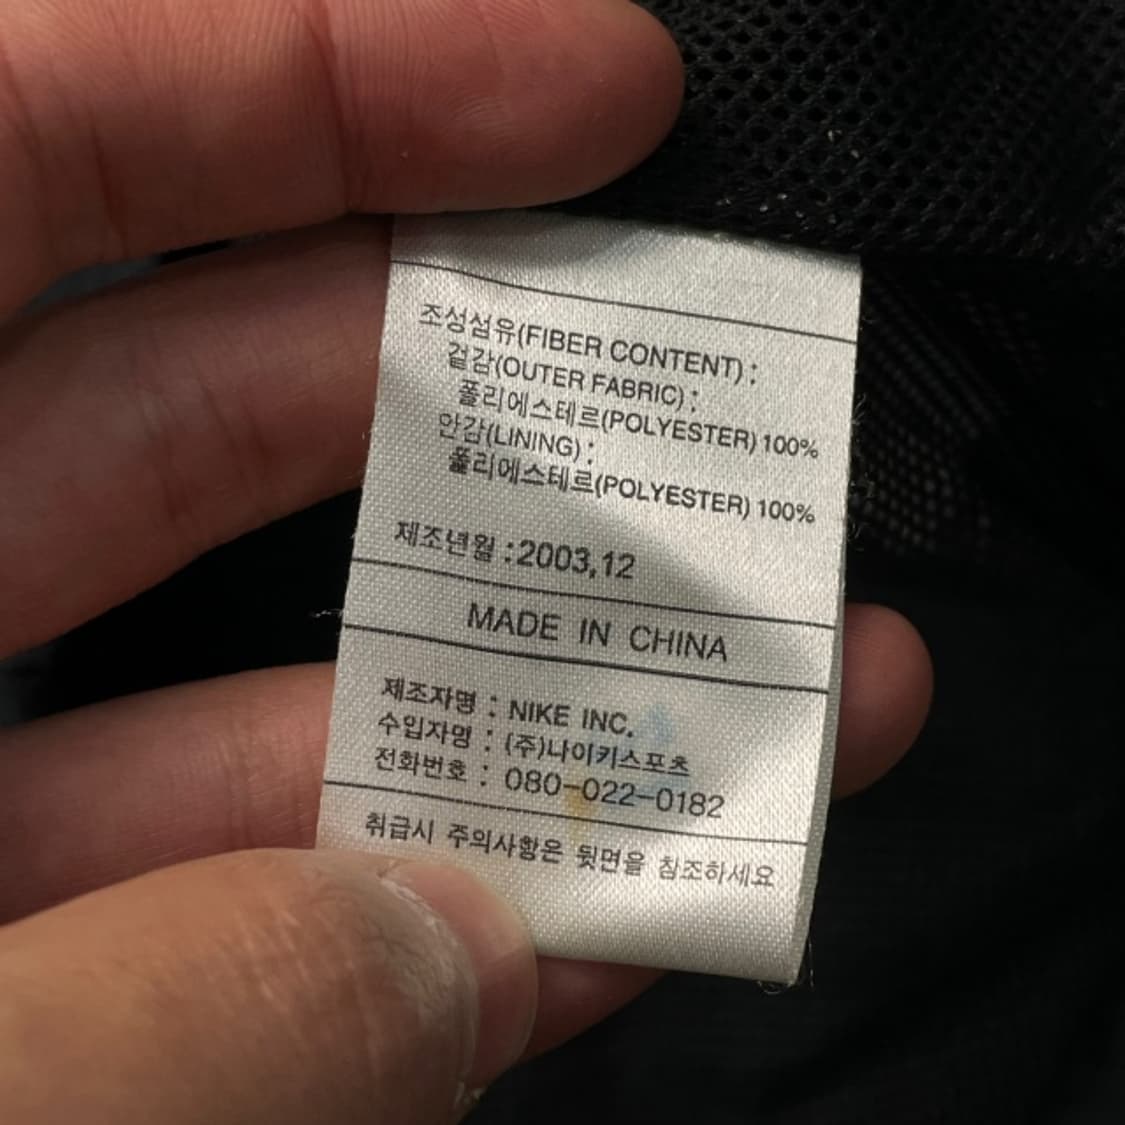 조성섬유(FIBER CONTENT) :
겉감(OUTER FABRIC) :
폴리에스테르(POLYESTER) 100%
안감(LINING) :
폴리에스테르(POLYESTER) 100%
제조년월 : 2003,12
MADE IN CHINA
제조자명 : NIKE INC.
수입자명 : (주)나이키스포츠
전화번호 : 080-022-0182
취급시 주의사항은 뒷면을 참조하세요